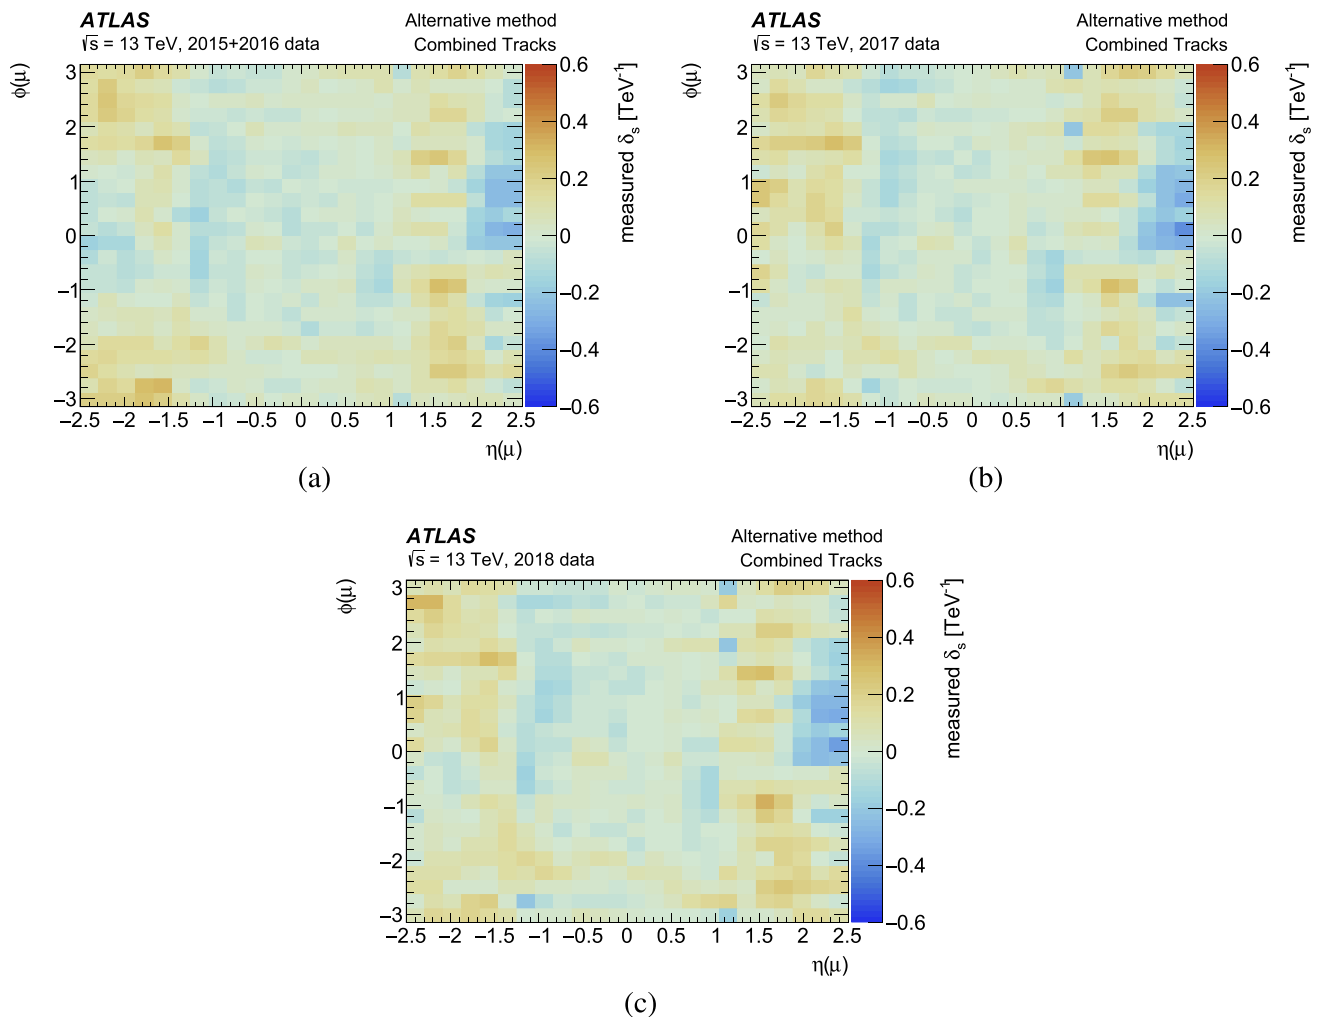 ATLAS Alternative method
√s = 13 TeV, 2015+2016 data Combined Tracks
ϕ(μ)
3
2
1
0
−1
−2
−3
−2.5 −2 −1.5 −1 −0.5 0 0.5 1 1.5 2 2.5
η(μ)
0.6
0.4
0.2
0
−0.2
−0.4
−0.6
measured δs [TeV-1]
(a)
ATLAS Alternative method
√s = 13 TeV, 2017 data Combined Tracks
ϕ(μ)
3
2
1
0
−1
−2
−3
−2.5 −2 −1.5 −1 −0.5 0 0.5 1 1.5 2 2.5
η(μ)
0.6
0.4
0.2
0
−0.2
−0.4
−0.6
measured δs [TeV-1]
(b)
ATLAS Alternative method
√s = 13 TeV, 2018 data Combined Tracks
ϕ(μ)
3
2
1
0
−1
−2
−3
−2.5 −2 −1.5 −1 −0.5 0 0.5 1 1.5 2 2.5
η(μ)
0.6
0.4
0.2
0
−0.2
−0.4
−0.6
measured δs [TeV-1]
(c)